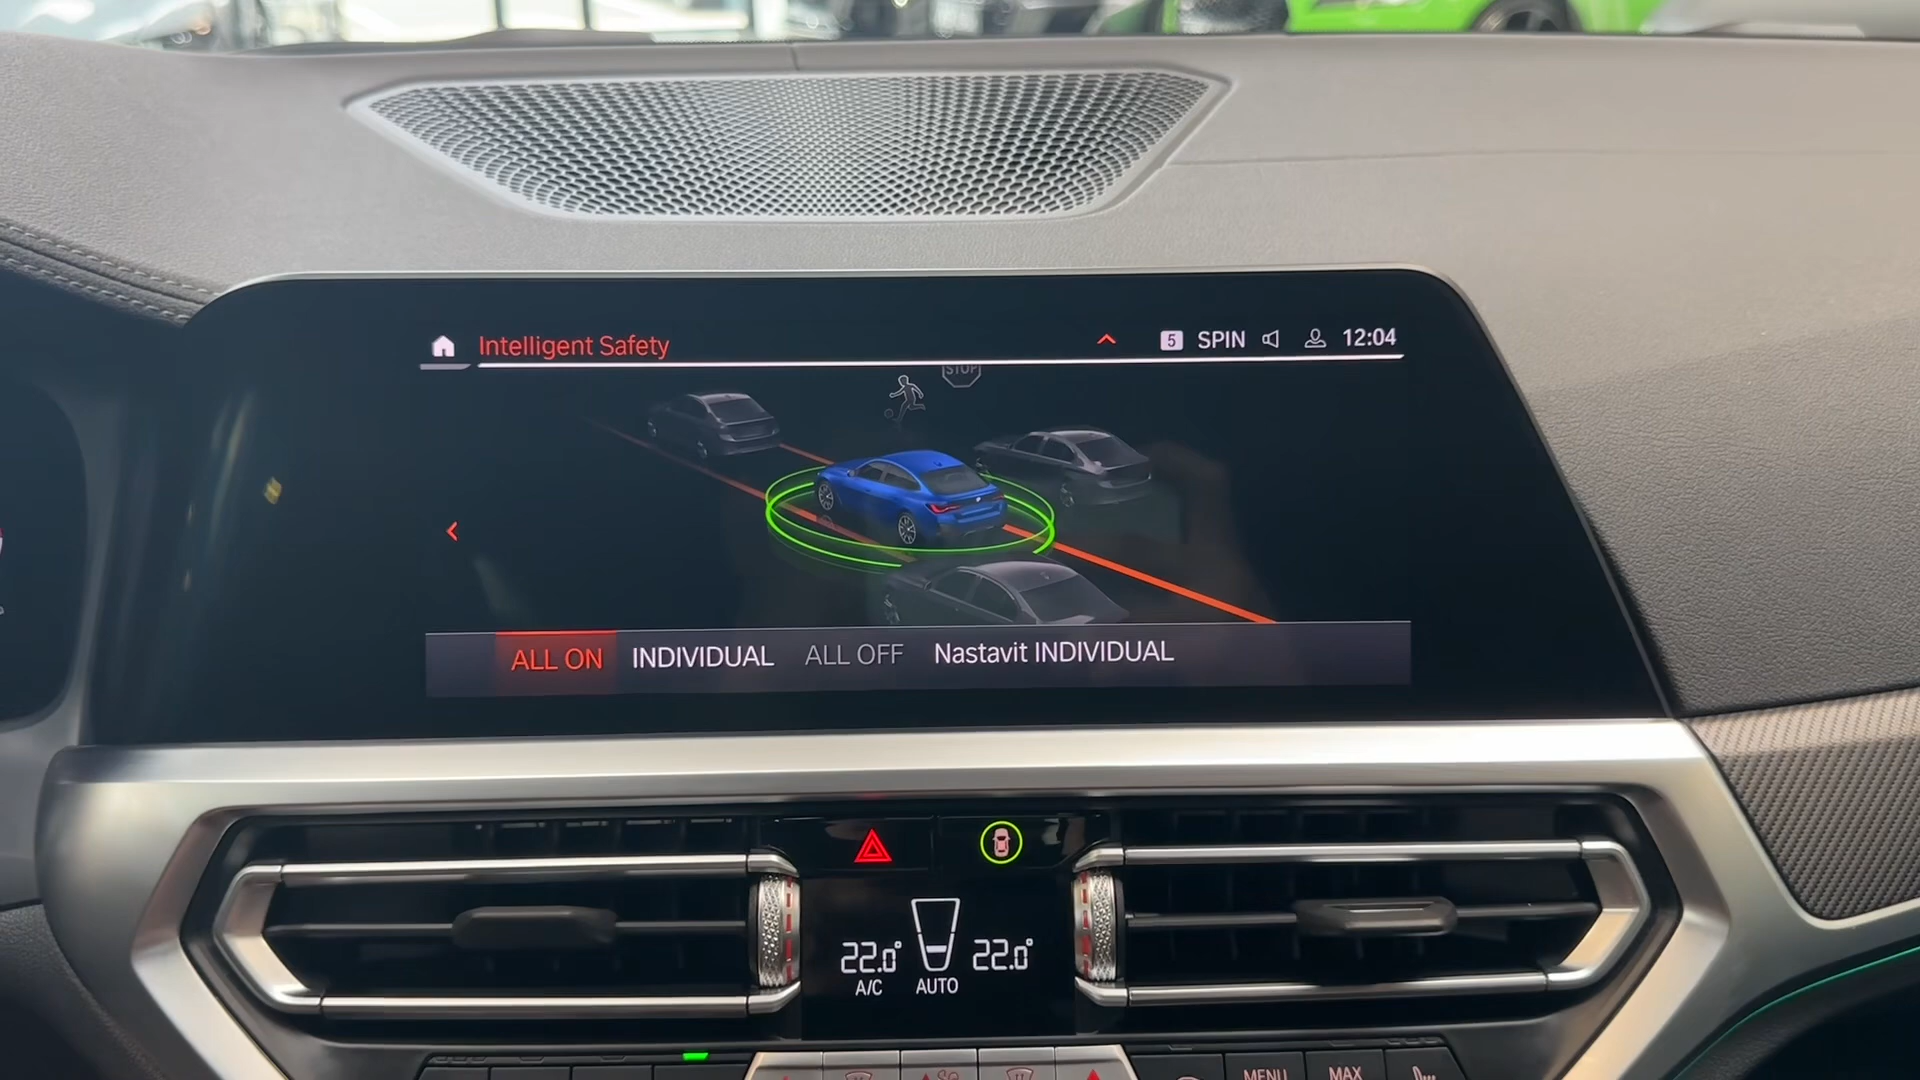 Intelligent Safety
5 SPIN 12:04
STOP
ALL ON INDIVIDUAL ALL OFF Nastavit INDIVIDUAL
22.0° 22.0°
A/C AUTO
MENU MAX